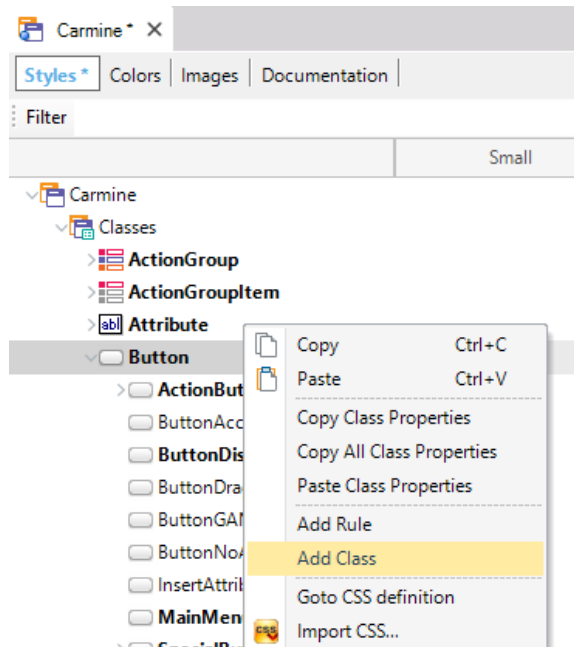 Carmine *
Styles * Colors Images Documentation
Filter
Small
Carmine
Classes
ActionGroup
ActionGroupItem
Attribute
Button
Copy Ctrl+C
Paste Ctrl+V
Copy Class Properties
Copy All Class Properties
Paste Class Properties
Add Rule
Add Class
Goto CSS definition
CSS Import CSS...